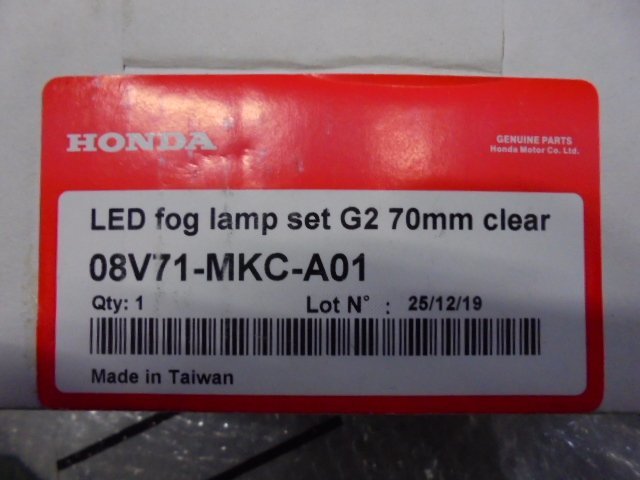 HONDA
GENUINE PARTS
Honda Motor Co. Ltd.
LED fog lamp set G2 70mm clear
08V71-MKC-A01
Qty: 1 Lot N° : 25/12/19
Made in Taiwan